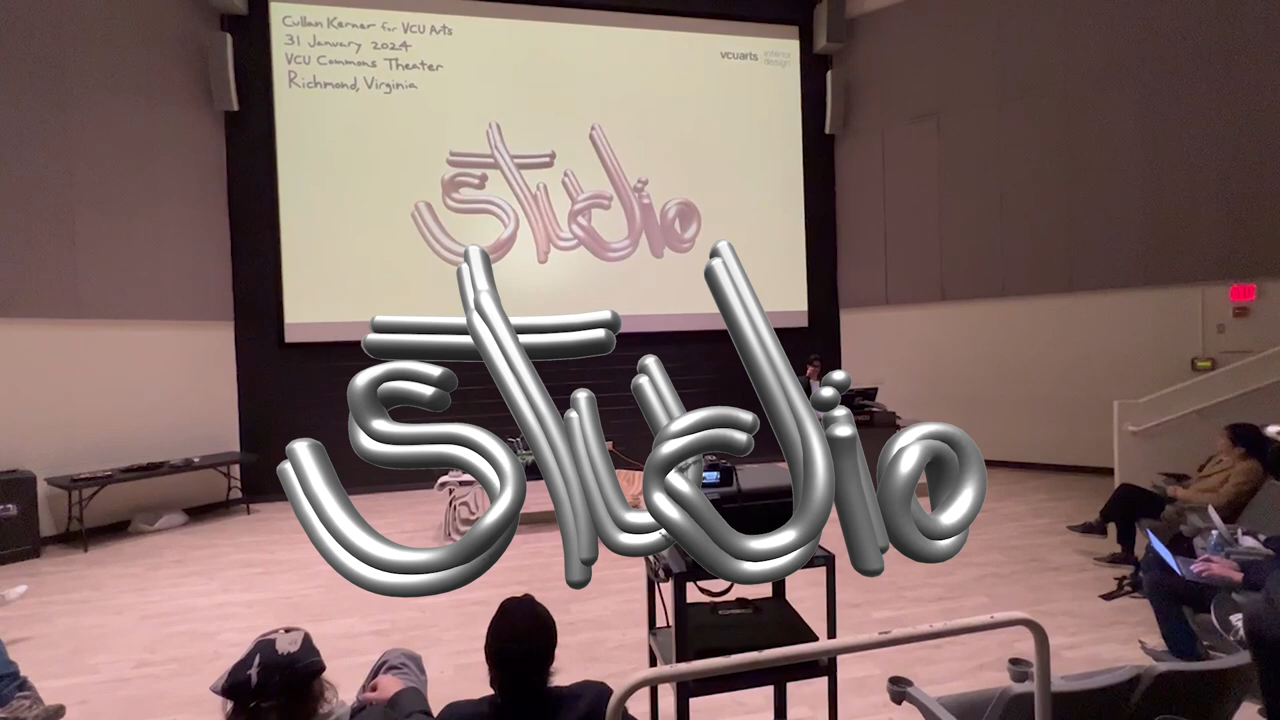 Cullan Kerner for VCU Arts
31 January 2024
VCU Commons Theater
Richmond, Virginia
vcuarts interior
design
studio
studio